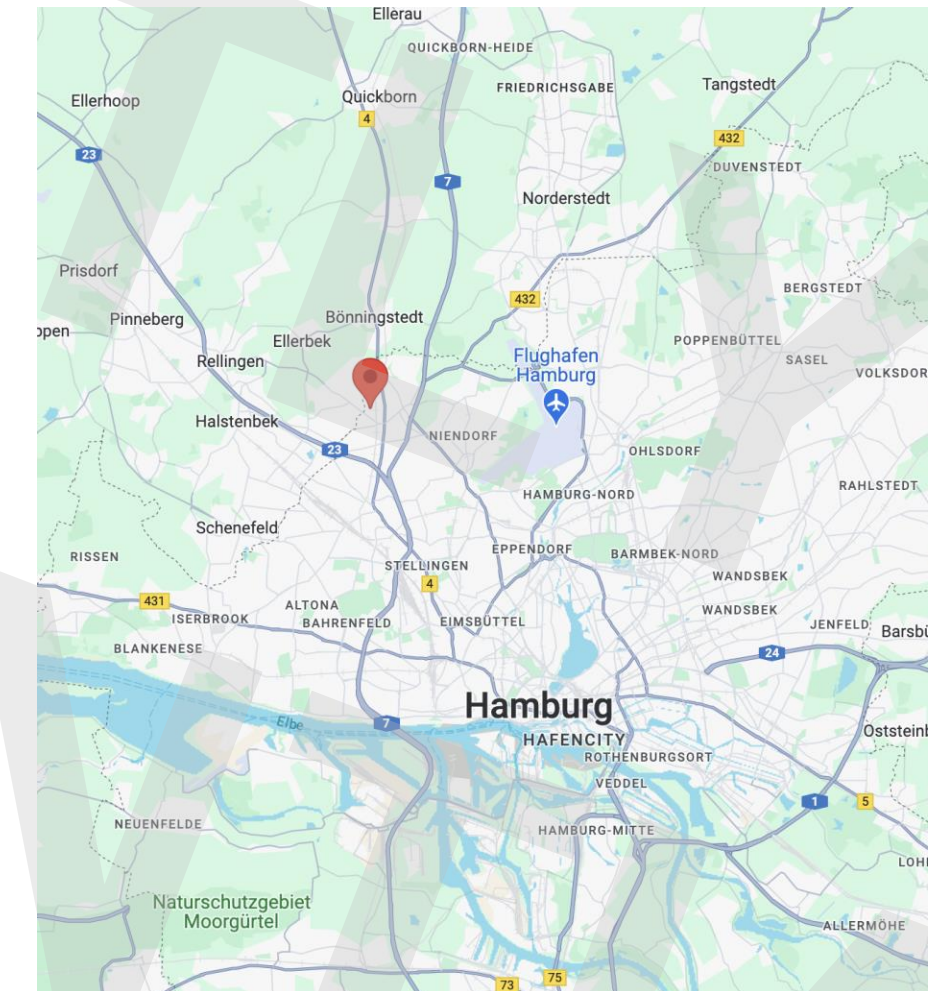 Ellerau
QUICKBORN-HEIDE
FRIEDRICHSGABE
Tangstedt
Ellerhoop
Quickborn
4
432
23
DUVENSTEDT
7
Norderstedt
Prisdorf
BERGSTEDT
432
Pinneberg
Bönningstedt
ppen
Ellerbek
POPPENBÜTTEL
Rellingen
Flughafen
Hamburg
SASEL
VOLKSDOR
Halstenbek
NIENDORF
23
OHLSDORF
RAHLSTEDT
HAMBURG-NORD
Schenefeld
RISSEN
EPPENDORF
BARMBEK-NORD
STELLINGEN
WANDSBEK
4
431
ALTONA
BAHRENFELD
ISERBROOK
EIMSBÜTTEL
WANDSBEK
JENFELD
Barsbü
BLANKENESE
24
Hamburg
Elbe
7
HAFENCITY
Oststeinb
ROTHENBURGSORT
VEDDEL
1
5
NEUENFELDE
HAMBURG-MITTE
LOH
Naturschutzgebiet
Moorgürtel
ALLERMÖHE
73
75